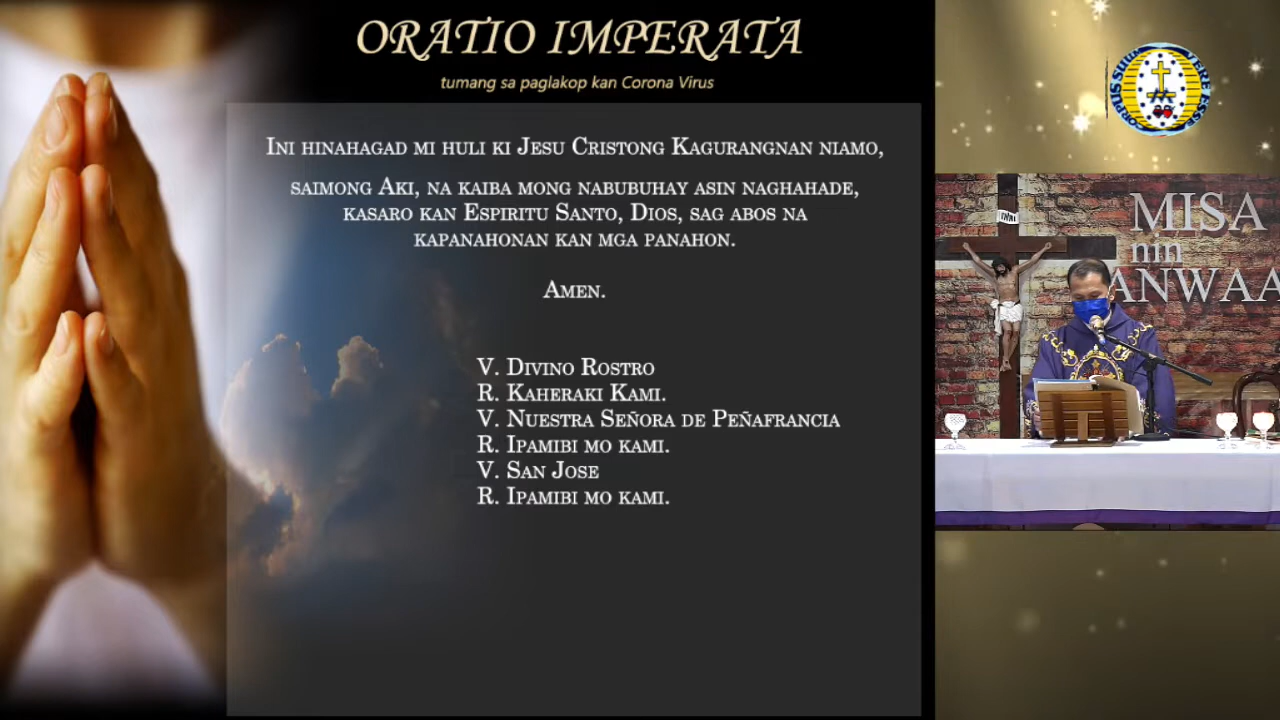 ORATIO IMPERATA
tumang sa paglakop kan Corona Virus
Ini hinahagad mi huli ki Jesu Cristong Kagurangnan niamo,
saimong Aki, na kaiba mong nabubuhay asin naghahade,
kasaro kan Espiritu Santo, Dios, sag abos na
kapanahonan kan mga panahon.
Amen.
V. Divino Rostro
R. Kaheraki Kami.
V. Nuestra Señora de Peñafrancia
R. Ipamibi mo kami.
V. San Jose
R. Ipamibi mo kami.
MISA
nin
ANWAA
INRI